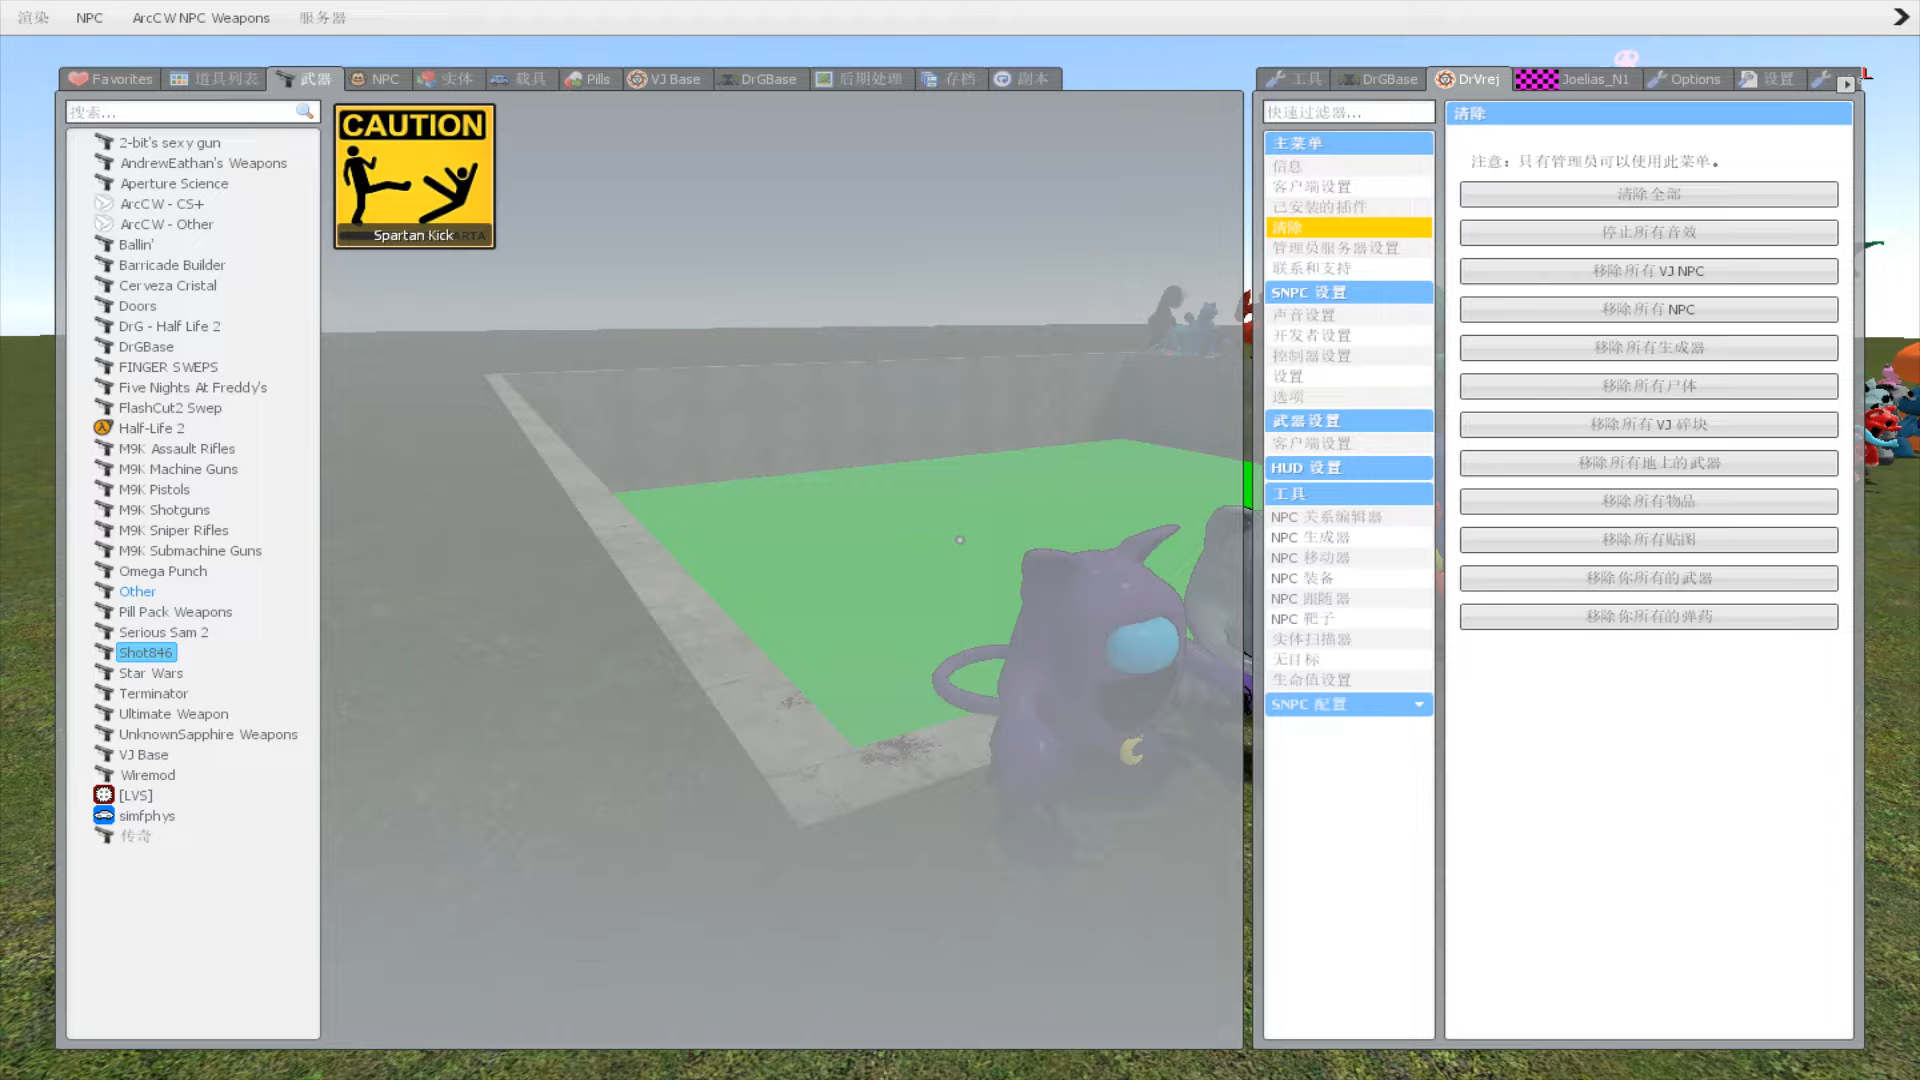 渲染 NPC ArcCW NPC Weapons 服务器
Favorites 道具列表 武器 NPC 实体 载具 Pills VJ Base DrGBase 后期处理 存档 副本
搜索...
2-bit's sexy gun
AndrewEathan's Weapons
Aperture Science
ArcCW - CS+
ArcCW - Other
Ballin'
Barricade Builder
Cerveza Cristal
Doors
DrG - Half Life 2
DrGBase
FINGER SWEPS
Five Nights At Freddy's
FlashCut2 Swep
Half-Life 2
M9K Assault Rifles
M9K Machine Guns
M9K Pistols
M9K Shotguns
M9K Sniper Rifles
M9K Submachine Guns
Omega Punch
Other
Pill Pack Weapons
Serious Sam 2
Shot846
Star Wars
Terminator
Ultimate Weapon
UnknownSapphire Weapons
VJ Base
Wiremod
[LVS]
simfphys
传奇
CAUTION
Spartan Kick
工具 DrGBase DrVrej Joelias_N1 Options 设置
快速过滤器...
主菜单
信息
客户端设置
已安装的插件
清除
管理员服务器设置
联系和支持
SNPC 设置
声音设置
开发者设置
控制器设置
设置
选项
武器设置
客户端设置
HUD 设置
工具
NPC 关系编辑器
NPC 生成器
NPC 移动器
NPC 装备
NPC 跟随器
NPC 靶子
实体扫描器
无目标
生命值设置
SNPC 配置
清除
注意：只有管理员可以使用此菜单。
清除全部
停止所有音效
移除所有 VJ NPC
移除所有 NPC
移除所有生成器
移除所有尸体
移除所有 VJ 碎块
移除所有地上的武器
移除所有物品
移除所有贴图
移除你所有的武器
移除你所有的弹药